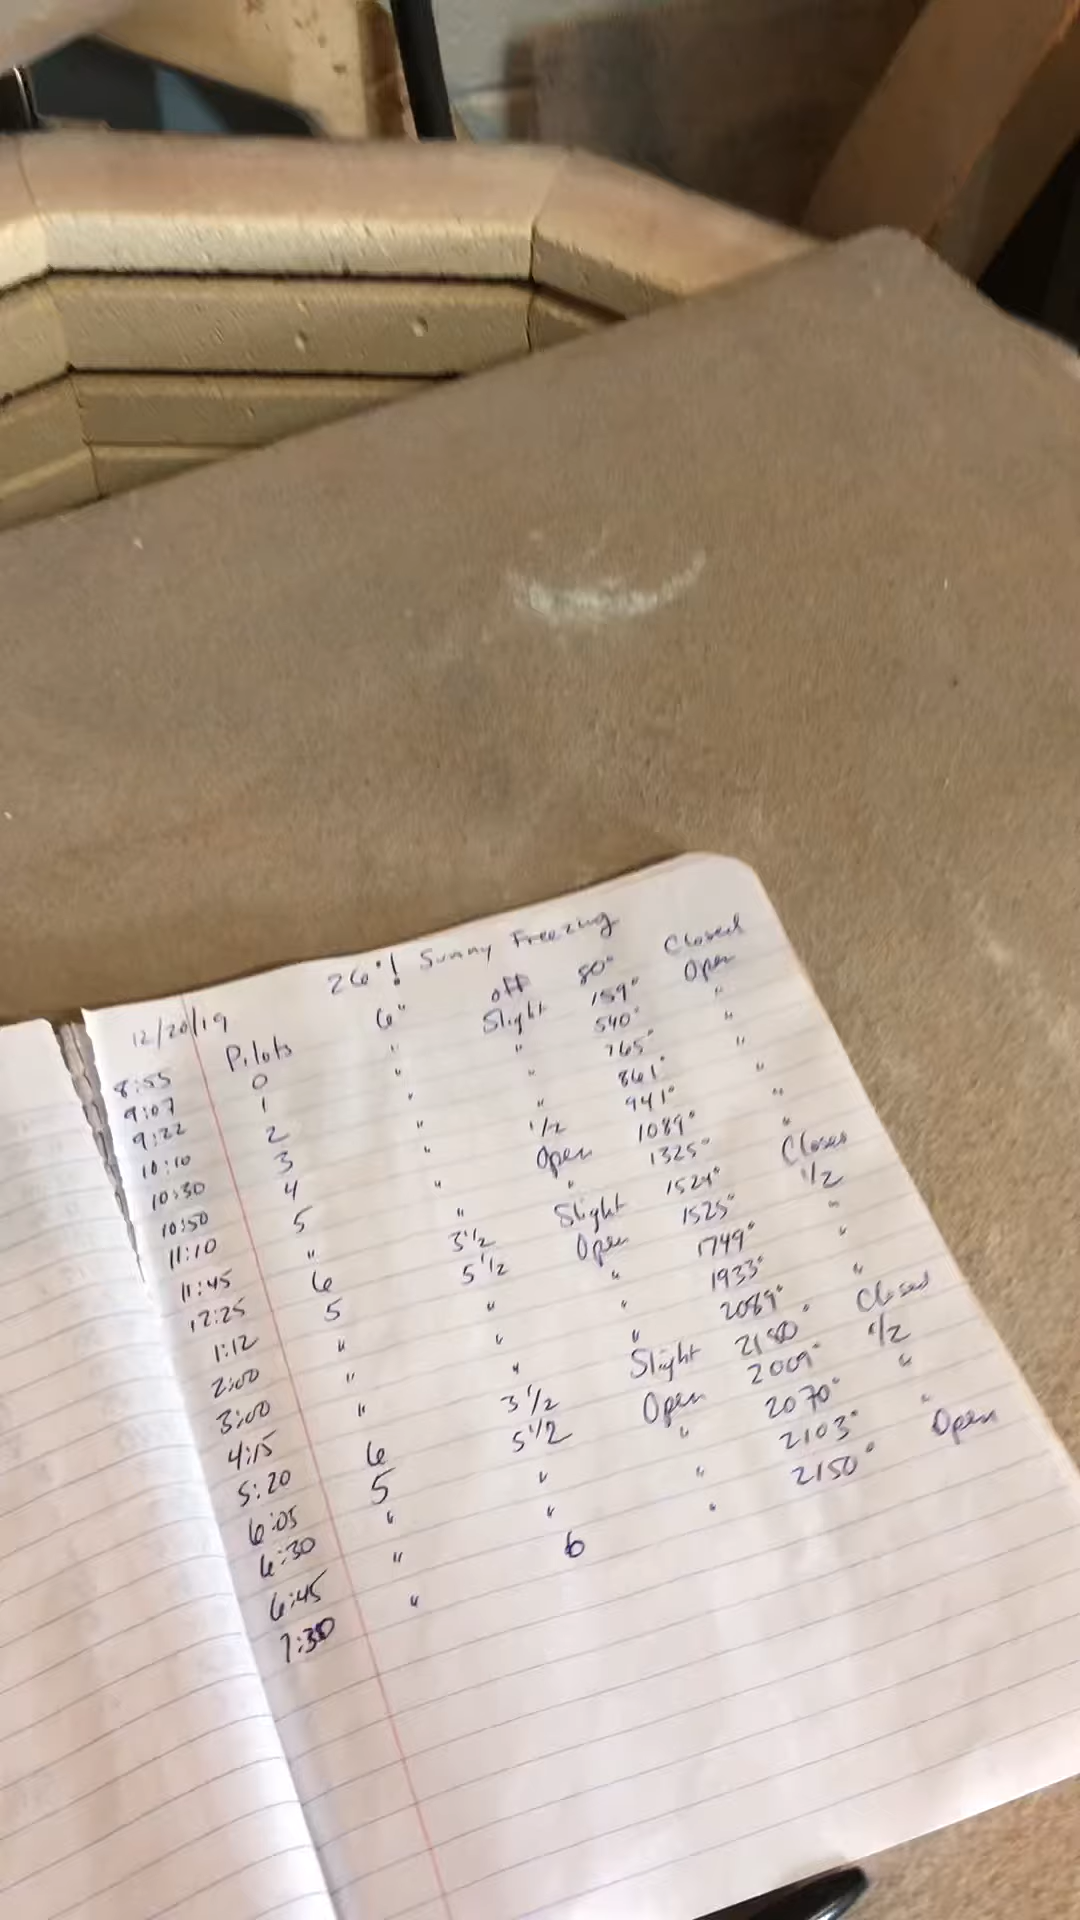 26°! Sunny Freezing
12/20/19
8:55 Pilots 6" off 80° Closed
9:07 0 " Slight 159° Open
9:22 1 " " 540° "
10:10 2 " " 765° "
10:30 3 " " 861° "
10:50 4 " 1/2 941° "
11:10 5 " Open 1089° "
11:45 " " " 1325° "
12:25 6 3 1/2 Slight 1524° Closed
1:12 5 5 1/2 Open 1525° 1/2
2:00 " " " 1749° "
3:00 " " " 1933° "
4:15 " " " 2089° "
5:20 6 3 1/2 Slight 2180° Closed
6:05 5 5 1/2 Open 2009° 1/2
6:30 " " " 2070° "
6:45 " " " 2103° "
7:30 " 6 " 2150° Open